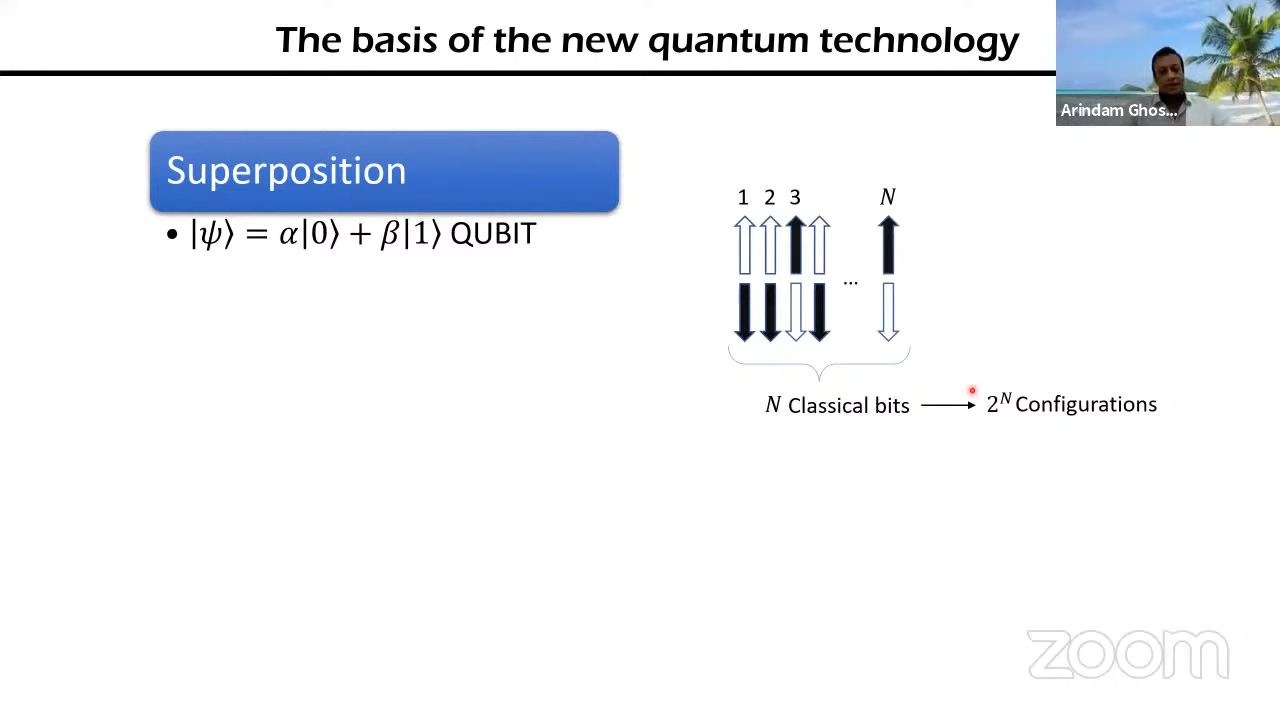 The basis of the new quantum technology
Arindam Ghos...
Superposition
• |ψ⟩ = α|0⟩ + β|1⟩ QUBIT
1 2 3 N
...
N Classical bits ⟶ 2ᴺ Configurations
zoom